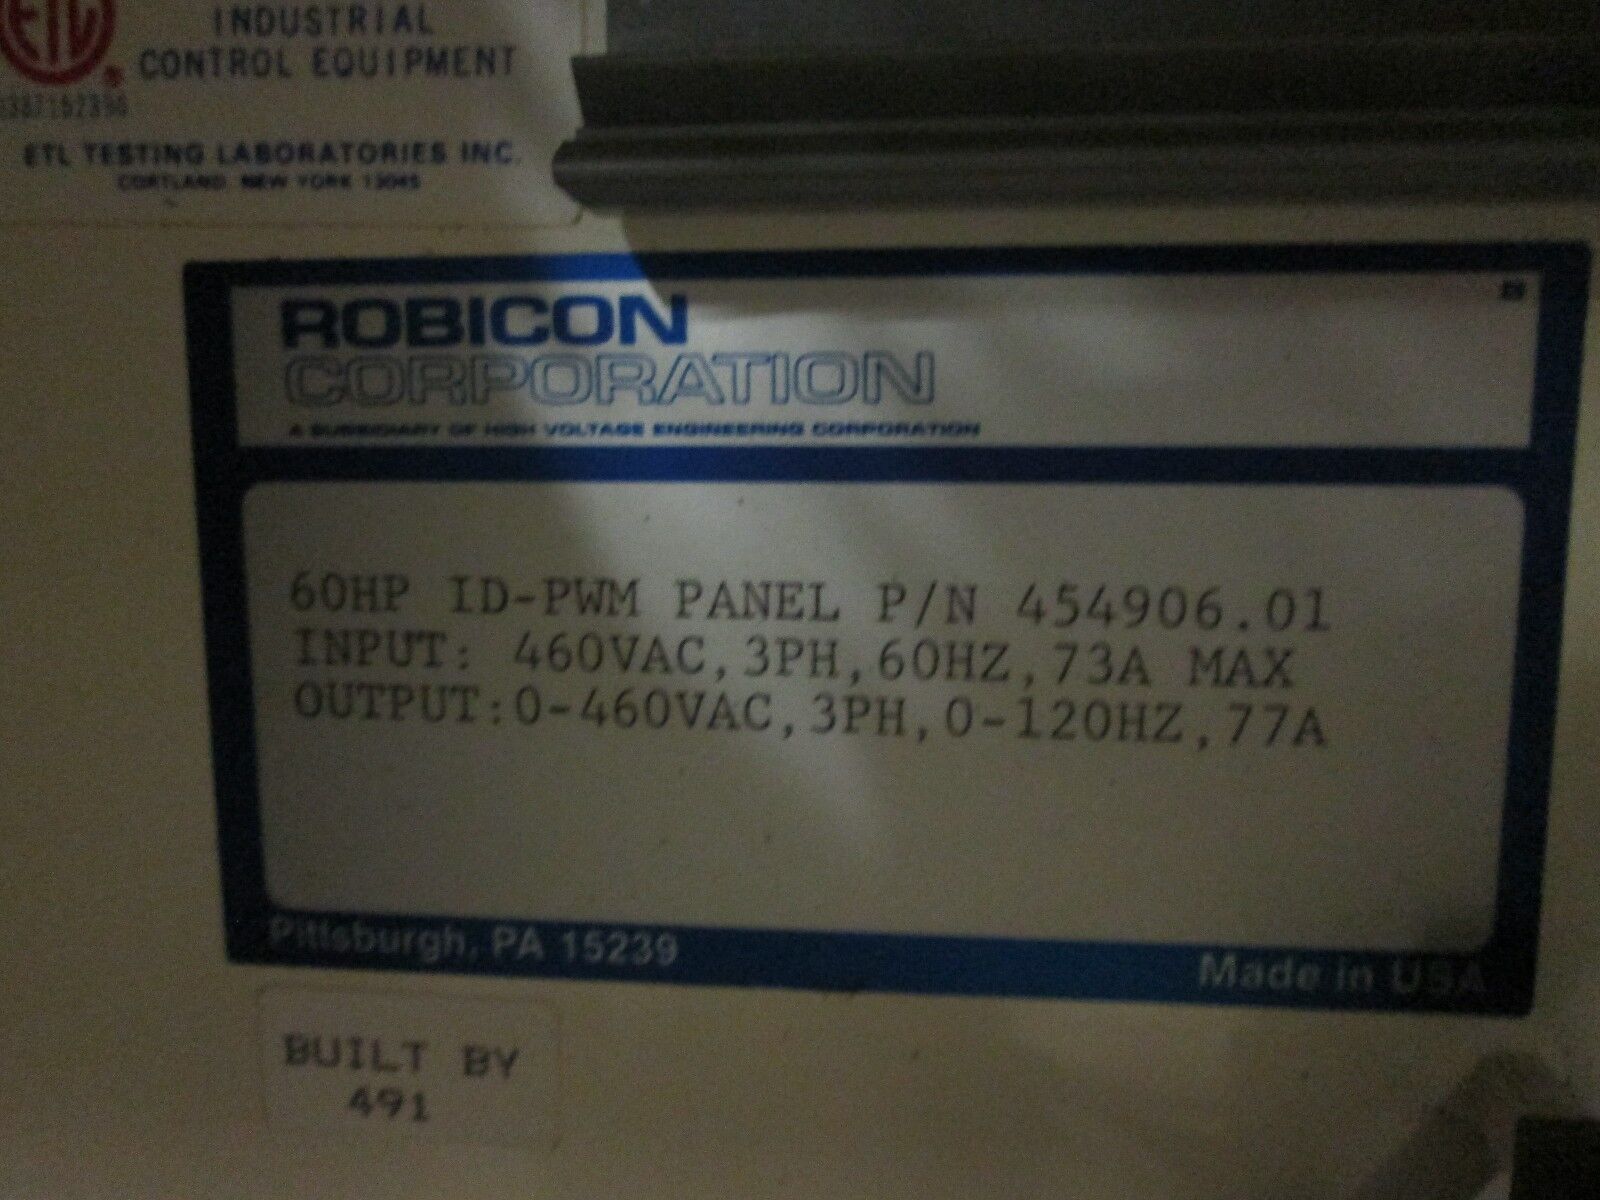 ETL
INDUSTRIAL
CONTROL EQUIPMENT
ETL TESTING LABORATORIES INC.
CORTLAND, NEW YORK 13045
ROBICON
CORPORATION
A SUBSIDIARY OF HIGH VOLTAGE ENGINEERING CORPORATION
60HP ID-PWM PANEL P/N 454906.01
INPUT: 460VAC,3PH,60HZ,73A MAX
OUTPUT:0-460VAC,3PH,0-120HZ,77A
Pittsburgh, PA 15239
Made in USA
BUILT BY
491